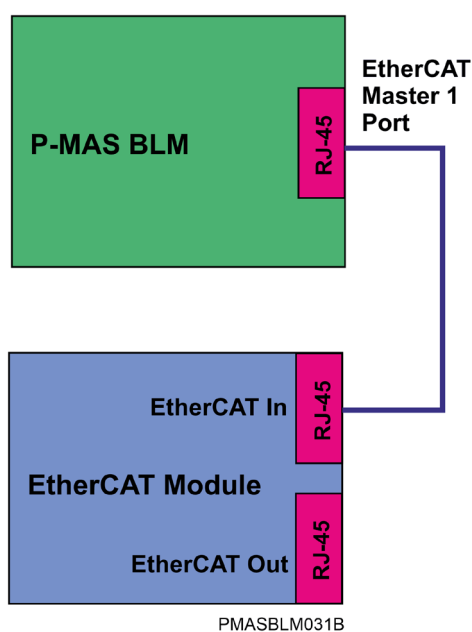 EtherCAT
Master 1
Port
P-MAS BLM
RJ-45
EtherCAT In
RJ-45
EtherCAT Module
EtherCAT Out
RJ-45
PMASBLM031B